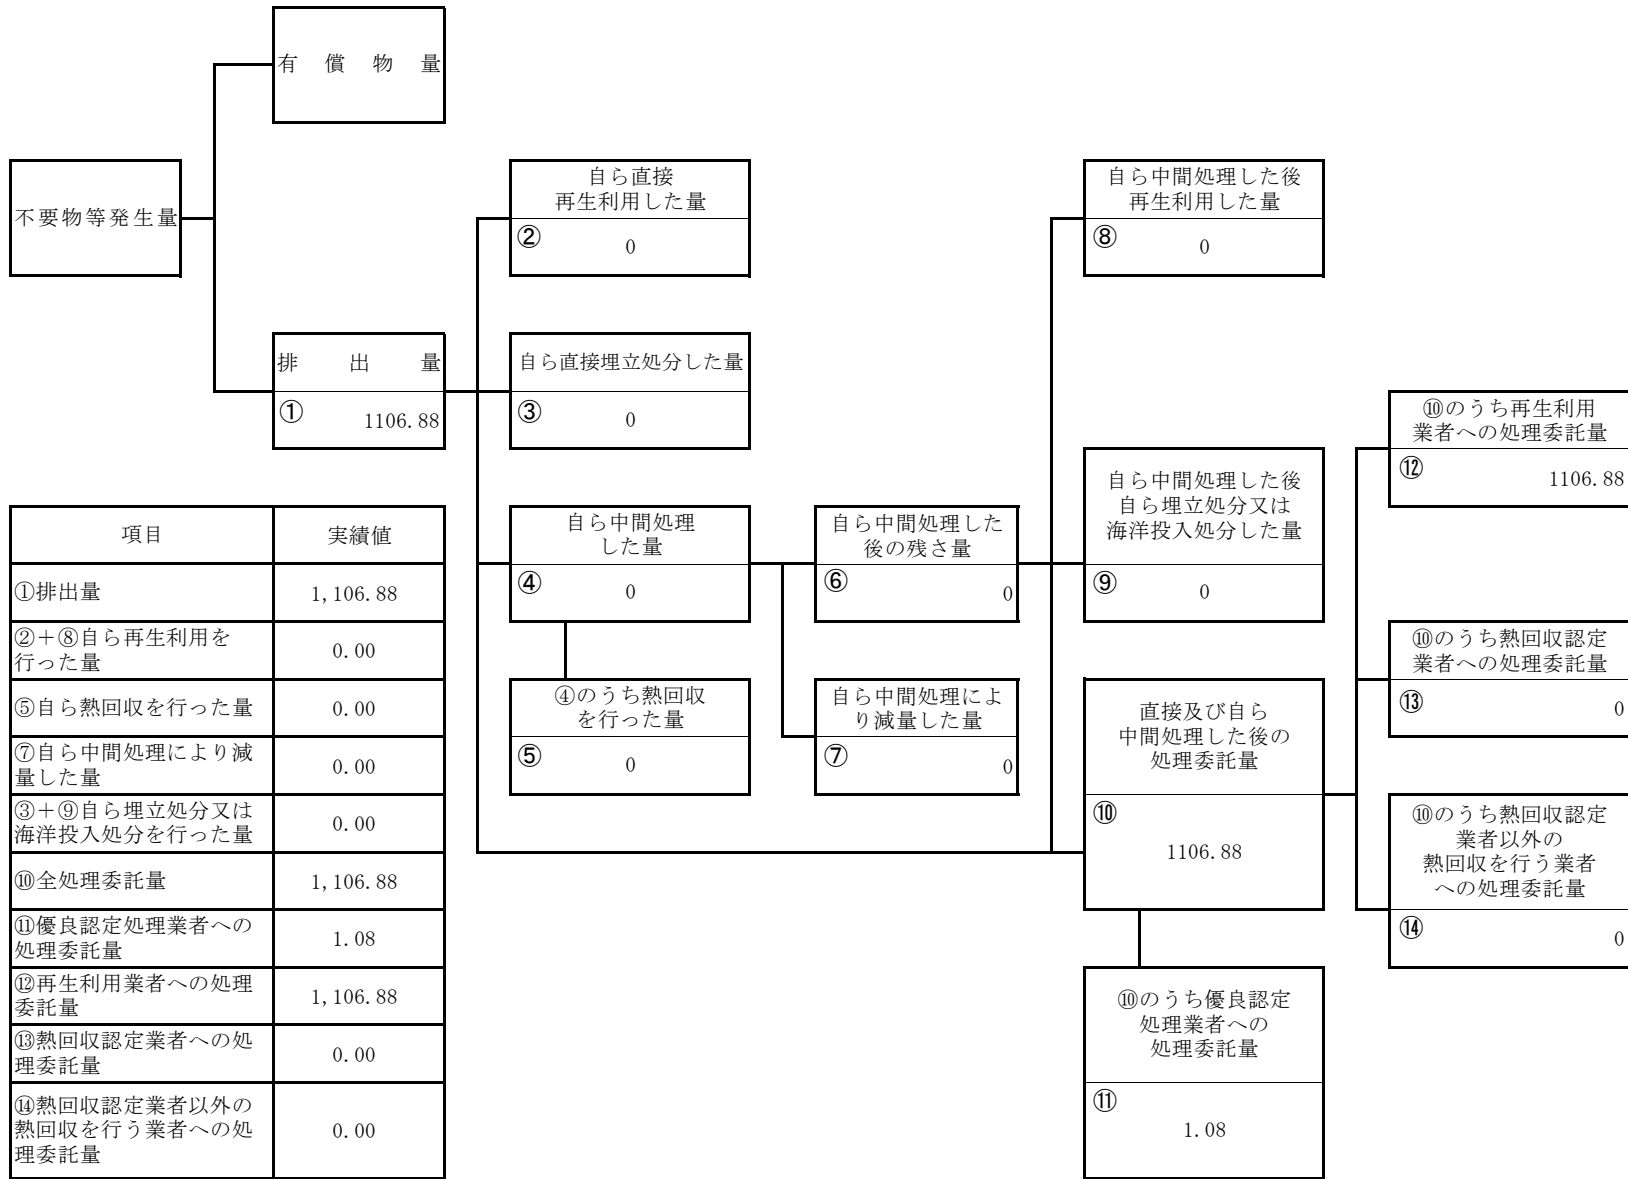 有償物量
不要物等発生量
排出量
① 1106.88
自ら直接
再生利用した量
② 0
自ら直接埋立処分した量
③ 0
自ら中間処理
した量
④ 0
④のうち熱回収
を行った量
⑤ 0
自ら中間処理した
後の残さ量
⑥ 0
自ら中間処理によ
り減量した量
⑦ 0
自ら中間処理した後
再生利用した量
⑧ 0
自ら中間処理した後
自ら埋立処分又は
海洋投入処分した量
⑨ 0
直接及び自ら
中間処理した後の
処理委託量
⑩
1106.88
⑩のうち優良認定
処理業者への
処理委託量
⑪
1.08
⑩のうち再生利用
業者への処理委託量
⑫ 1106.88
⑩のうち熱回収認定
業者への処理委託量
⑬ 0
⑩のうち熱回収認定
業者以外の
熱回収を行う業者
への処理委託量
⑭ 0
項目 実績値
①排出量 1,106.88
②＋⑧自ら再生利用を
行った量 0.00
⑤自ら熱回収を行った量 0.00
⑦自ら中間処理により減
量した量 0.00
③＋⑨自ら埋立処分又は
海洋投入処分を行った量 0.00
⑩全処理委託量 1,106.88
⑪優良認定処理業者への
処理委託量 1.08
⑫再生利用業者への処理
委託量 1,106.88
⑬熱回収認定業者への処
理委託量 0.00
⑭熱回収認定業者以外の
熱回収を行う業者への処
理委託量 0.00